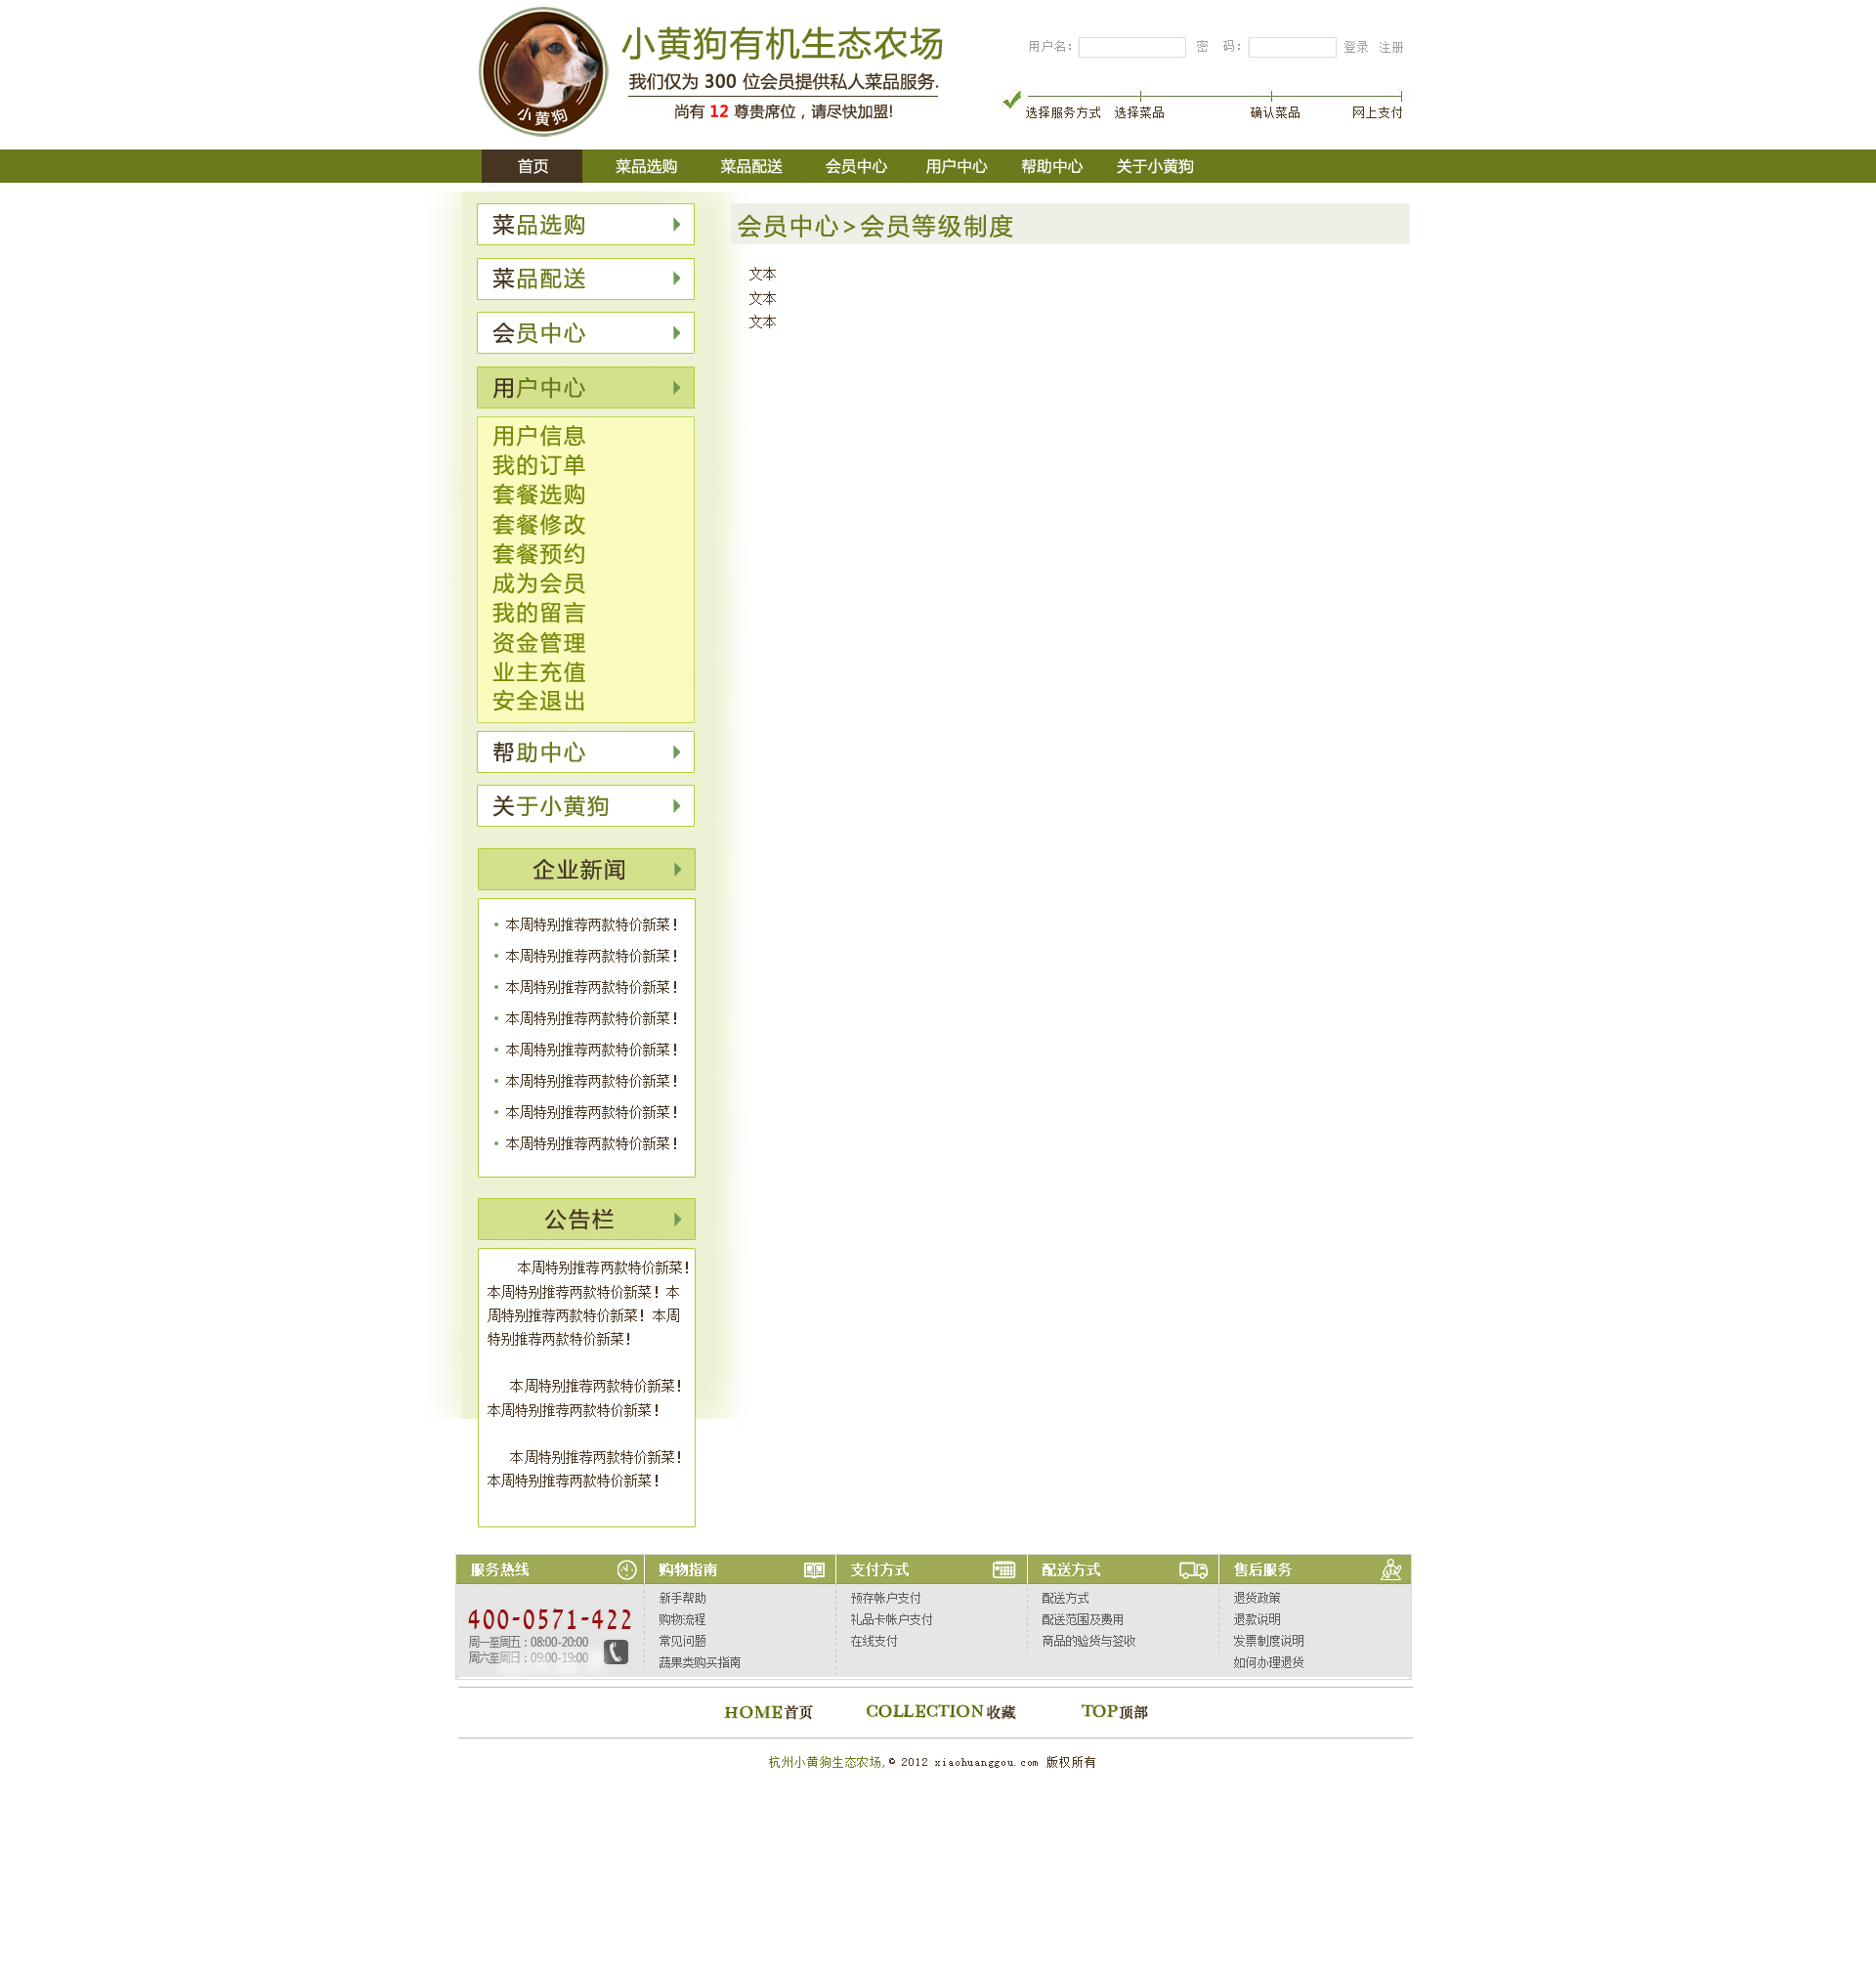 小黄狗
小黄狗有机生态农场
我们仅为 300 位会员提供私人菜品服务.
尚有 12 尊贵席位，请尽快加盟!
用户名: 密 码: 登录 注册
选择服务方式 选择菜品 确认菜品 网上支付
首页 菜品选购 菜品配送 会员中心 用户中心 帮助中心 关于小黄狗
菜品选购
菜品配送
会员中心
用户中心
用户信息
我的订单
套餐选购
套餐修改
套餐预约
成为会员
我的留言
资金管理
业主充值
安全退出
帮助中心
关于小黄狗
企业新闻
本周特别推荐两款特价新菜!
本周特别推荐两款特价新菜!
本周特别推荐两款特价新菜!
本周特别推荐两款特价新菜!
本周特别推荐两款特价新菜!
本周特别推荐两款特价新菜!
本周特别推荐两款特价新菜!
本周特别推荐两款特价新菜!
公告栏
本周特别推荐两款特价新菜!
本周特别推荐两款特价新菜! 本
周特别推荐两款特价新菜! 本周
特别推荐两款特价新菜!
本周特别推荐两款特价新菜!
本周特别推荐两款特价新菜!
本周特别推荐两款特价新菜!
本周特别推荐两款特价新菜!
会员中心>会员等级制度
文本
文本
文本
服务热线
400-0571-422
周一至周五：08:00-20:00
周六至周日：09:00-19:00
购物指南
新手帮助
购物流程
常见问题
蔬果类购买指南
支付方式
预存帐户支付
礼品卡帐户支付
在线支付
配送方式
配送方式
配送范围及费用
商品的验货与签收
售后服务
退货政策
退款说明
发票制度说明
如何办理退货
HOME首页 COLLECTION 收藏 TOP顶部
杭州小黄狗生态农场,© 2012 xiaohuanggou.com 版权所有